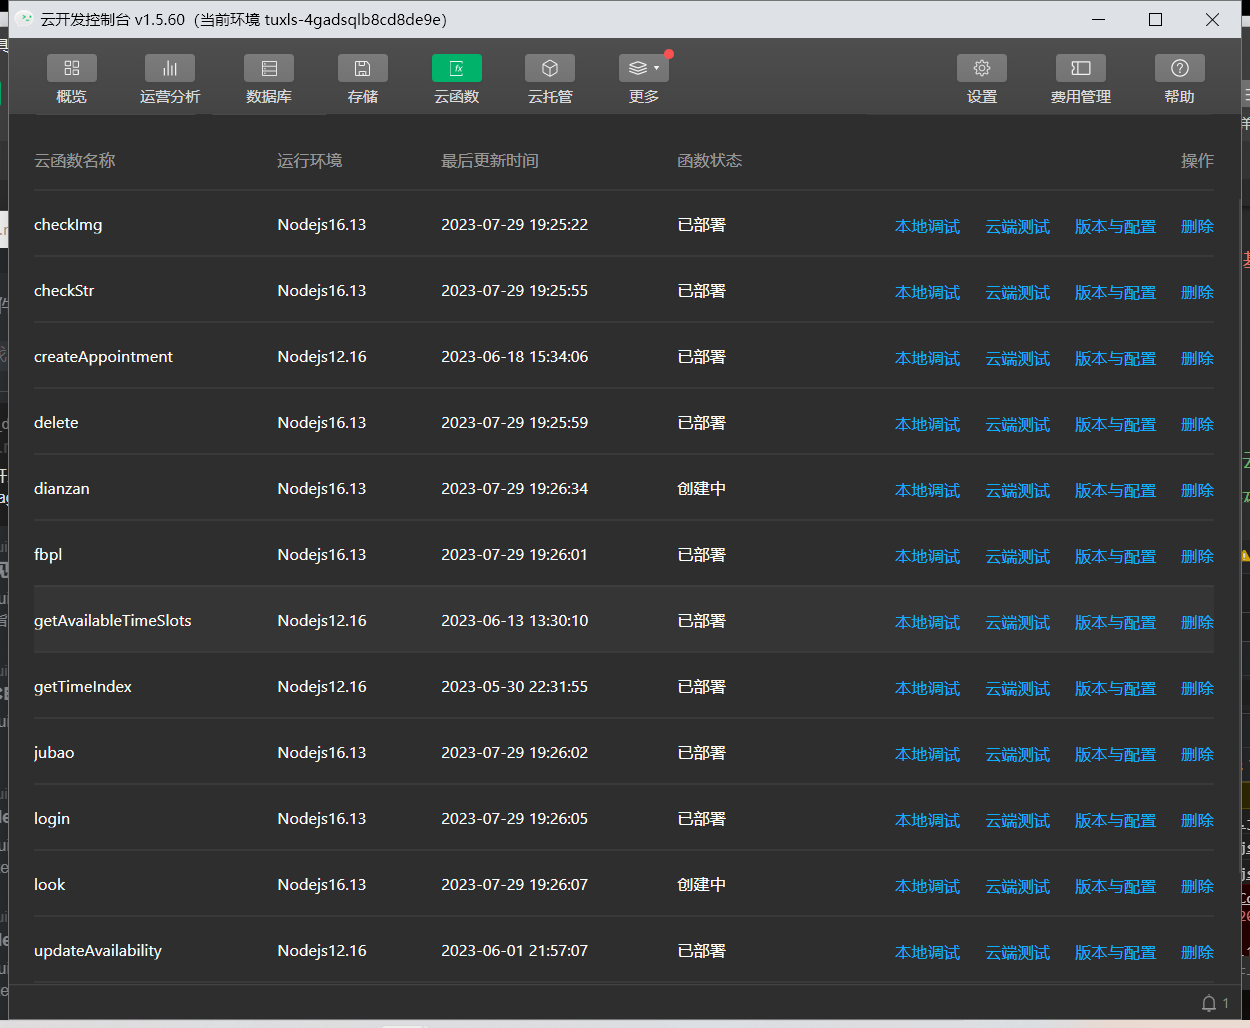 云开发控制台 v1.5.60（当前环境 tuxls-4gadsqlb8cd8de9e）
概览 运营分析 数据库 存储 云函数 云托管 更多 设置 费用管理 帮助
云函数名称 运行环境 最后更新时间 函数状态 操作
checkImg Nodejs16.13 2023-07-29 19:25:22 已部署 本地调试 云端测试 版本与配置 删除
checkStr Nodejs16.13 2023-07-29 19:25:55 已部署 本地调试 云端测试 版本与配置 删除
createAppointment Nodejs12.16 2023-06-18 15:34:06 已部署 本地调试 云端测试 版本与配置 删除
delete Nodejs16.13 2023-07-29 19:25:59 已部署 本地调试 云端测试 版本与配置 删除
dianzan Nodejs16.13 2023-07-29 19:26:34 创建中 本地调试 云端测试 版本与配置 删除
fbpl Nodejs16.13 2023-07-29 19:26:01 已部署 本地调试 云端测试 版本与配置 删除
getAvailableTimeSlots Nodejs12.16 2023-06-13 13:30:10 已部署 本地调试 云端测试 版本与配置 删除
getTimeIndex Nodejs12.16 2023-05-30 22:31:55 已部署 本地调试 云端测试 版本与配置 删除
jubao Nodejs16.13 2023-07-29 19:26:02 已部署 本地调试 云端测试 版本与配置 删除
login Nodejs16.13 2023-07-29 19:26:05 已部署 本地调试 云端测试 版本与配置 删除
look Nodejs16.13 2023-07-29 19:26:07 创建中 本地调试 云端测试 版本与配置 删除
updateAvailability Nodejs12.16 2023-06-01 21:57:07 已部署 本地调试 云端测试 版本与配置 删除
1